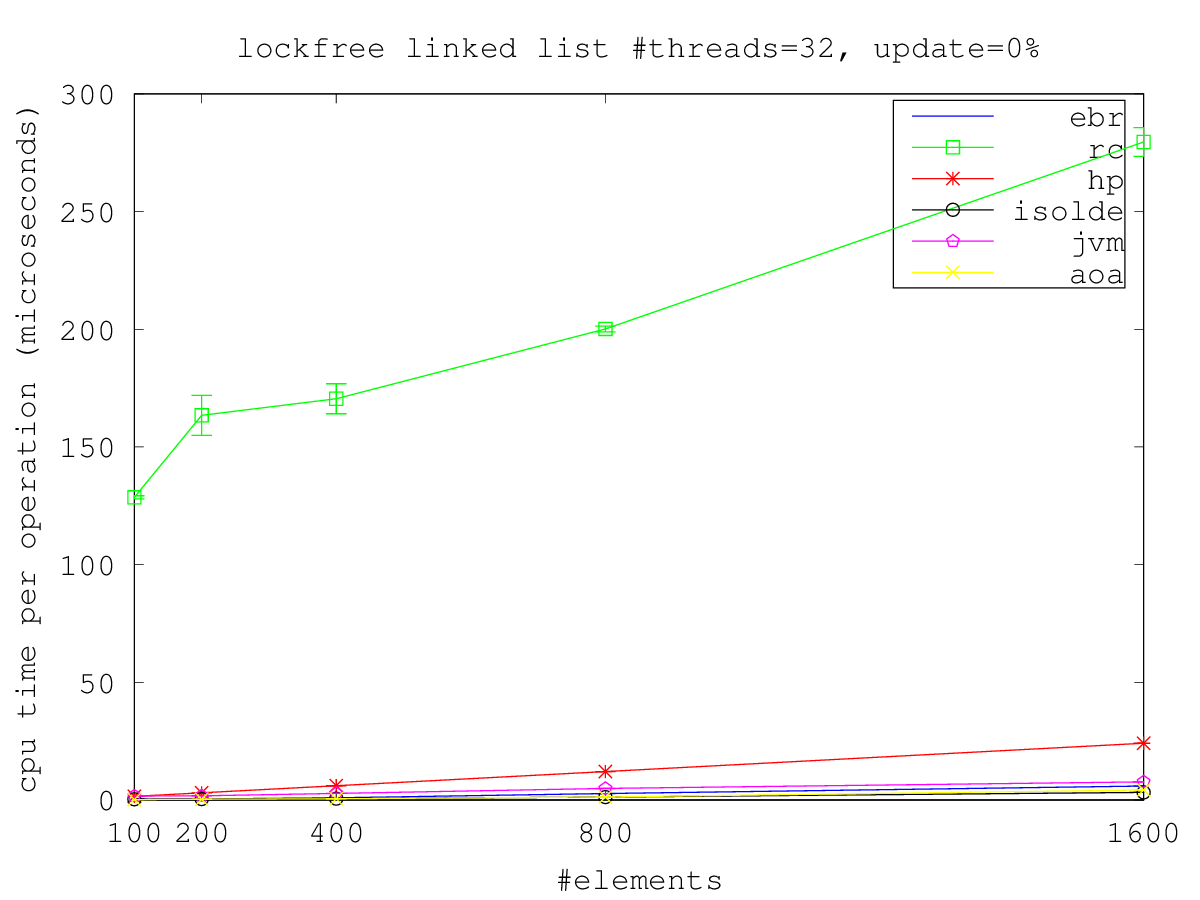 lockfree linked list #threads=32, update=0%
300
250
200
150
100
50
0
cpu time per operation (microseconds)
ebr
rc
hp
isolde
jvm
aoa
100 200 400 800 1600
#elements